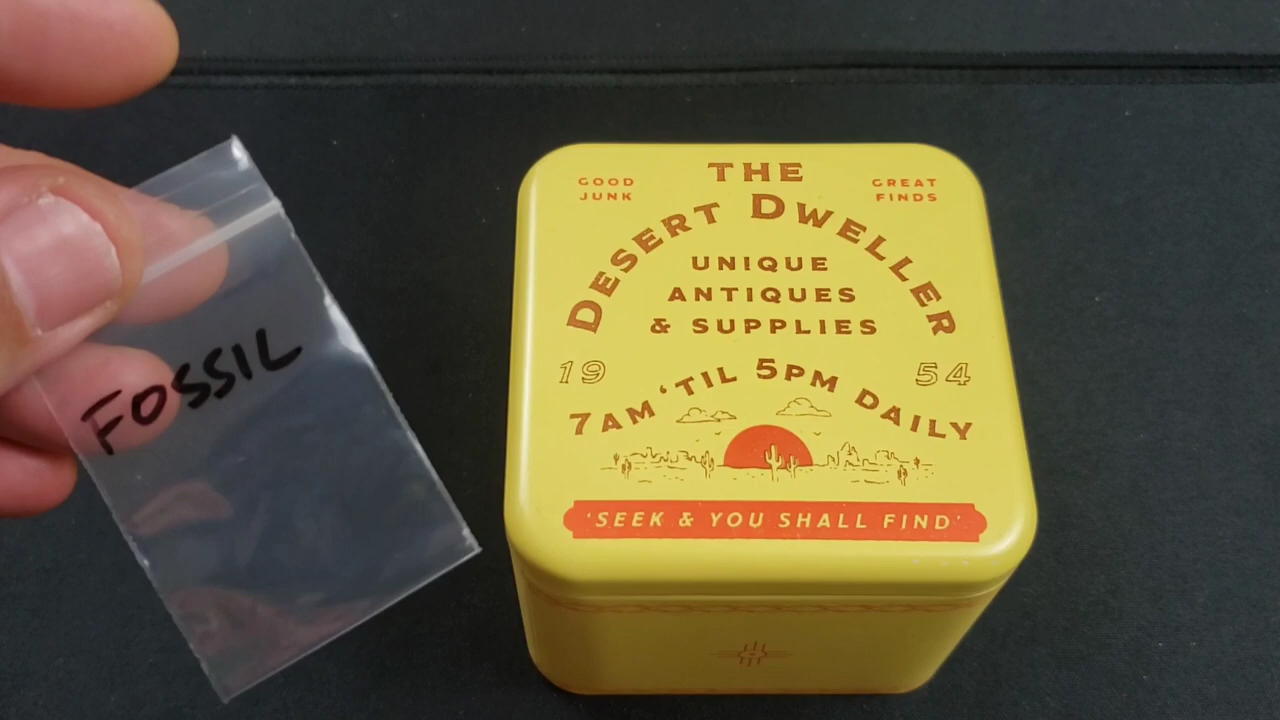 FOSSIL
GOOD
JUNK
GREAT
FINDS
THE
DESERT DWELLER
UNIQUE
ANTIQUES
& SUPPLIES
19 54
7AM 'TIL 5PM DAILY
'SEEK & YOU SHALL FIND'